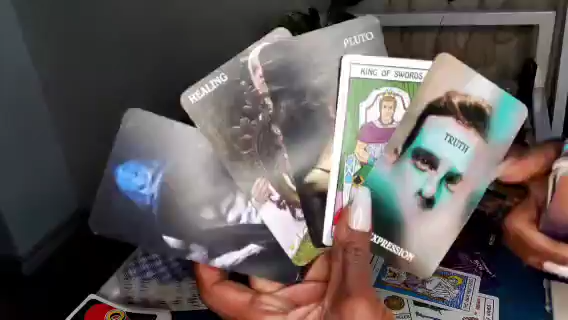 HEALING
PLUTO
KING OF SWORDS
TRUTH
EXPRESSION